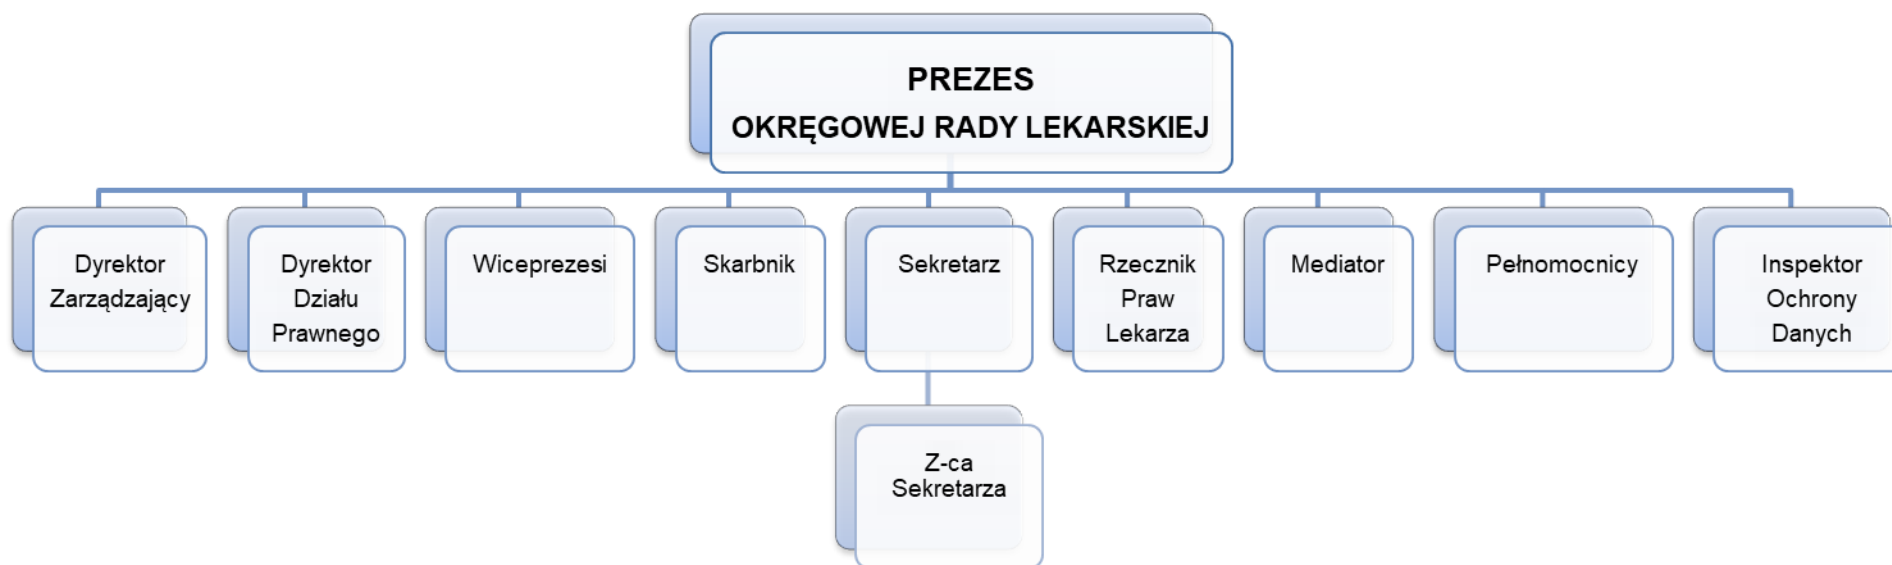 PREZES
OKRĘGOWEJ RADY LEKARSKIEJ
Dyrektor
Zarządzający
Dyrektor
Działu
Prawnego
Wiceprezesi
Skarbnik
Sekretarz
Rzecznik
Praw
Lekarza
Mediator
Pełnomocnicy
Inspektor
Ochrony
Danych
Z-ca
Sekretarza